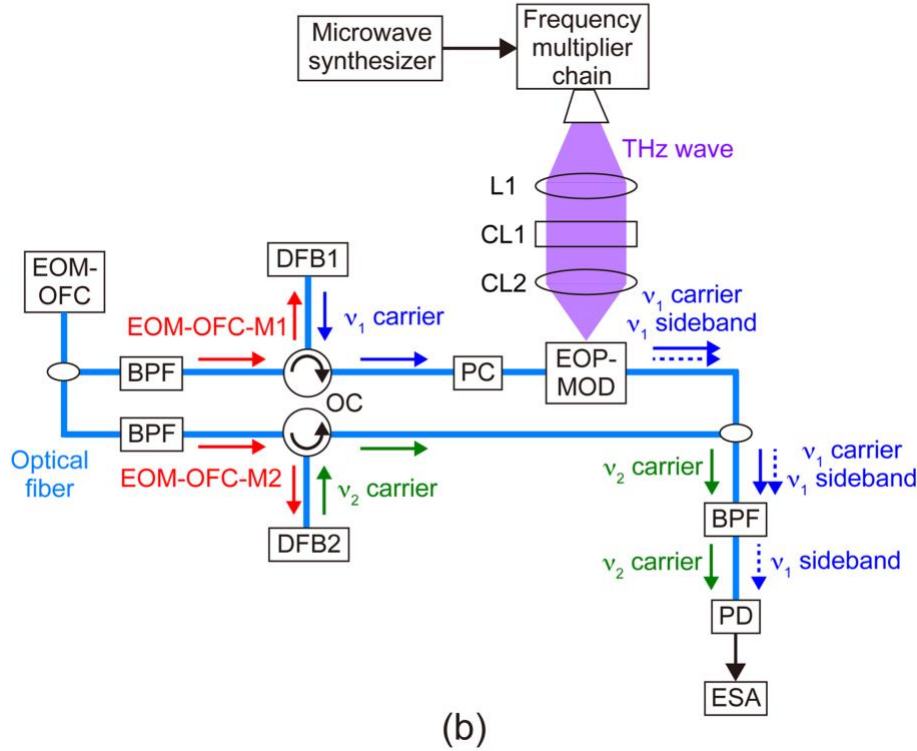 Microwave
synthesizer
Frequency
multiplier
chain
THz wave
L1
CL1
CL2
EOM-
OFC
DFB1
EOM-OFC-M1
ν1 carrier
ν1 carrier
ν1 sideband
BPF
OC
PC
EOP-
MOD
BPF
Optical
fiber
EOM-OFC-M2
ν2 carrier
DFB2
ν2 carrier
ν1 carrier
ν1 sideband
BPF
ν2 carrier
ν1 sideband
PD
ESA
(b)